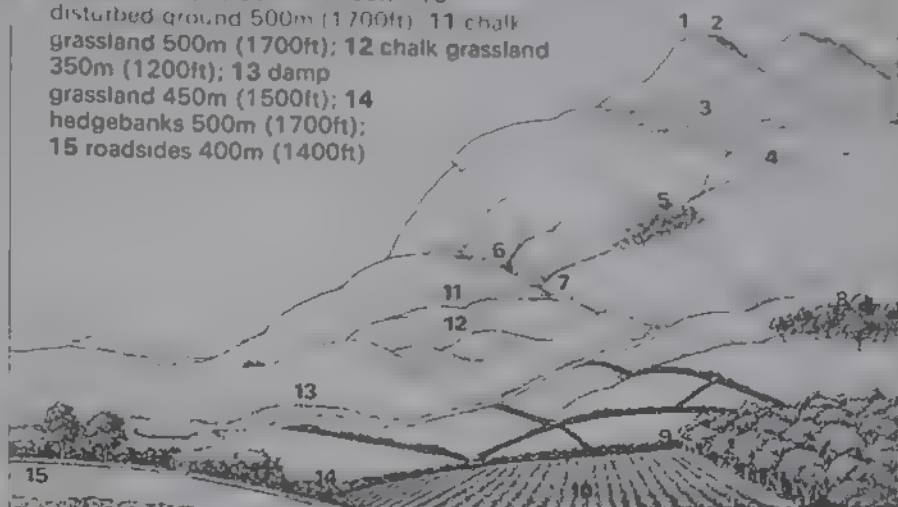 disturbed ground 500m (1700ft) 11 chalk
grassland 500m (1700ft); 12 chalk grassland
350m (1200ft); 13 damp
grassland 450m (1500ft); 14
hedgebanks 500m (1700ft);
15 roadsides 400m (1400ft)
1 2
3
4
5
6
7
11
8
12
13
9
15
14
10